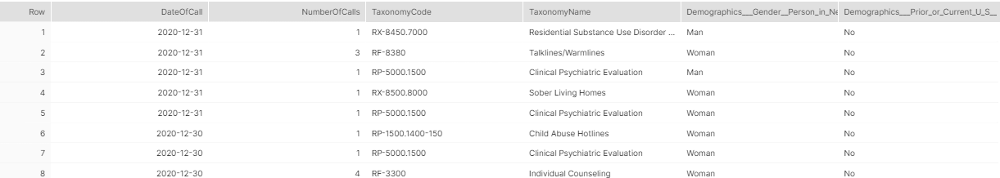 Row DateOfCall NumberOfCalls TaxonomyCode TaxonomyName Demographics___Gender__Person_in_Ne Demographics___Prior_or_Current_U_S__
1 2020-12-31 1 RX-8450.7000 Residential Substance Use Disorder ... Man No
2 2020-12-31 3 RF-8380 Talklines/Warmlines Woman No
3 2020-12-31 1 RP-5000.1500 Clinical Psychiatric Evaluation Man No
4 2020-12-31 1 RX-8500.8000 Sober Living Homes Woman No
5 2020-12-31 1 RP-5000.1500 Clinical Psychiatric Evaluation Woman No
6 2020-12-30 1 RP-1500.1400-150 Child Abuse Hotlines Woman No
7 2020-12-30 1 RP-5000.1500 Clinical Psychiatric Evaluation Woman No
8 2020-12-30 4 RF-3300 Individual Counseling Woman No